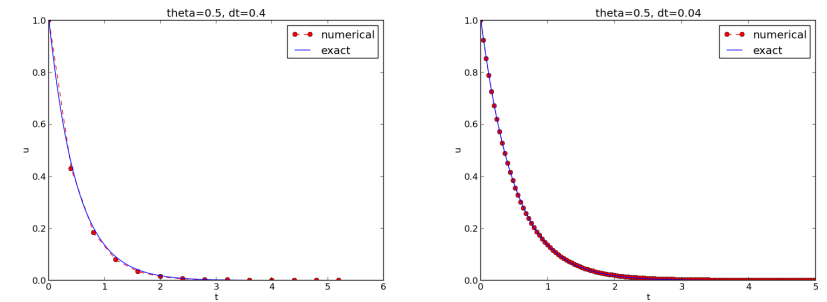 theta=0.5, dt=0.4
1.0
0.8
0.6
0.4
0.2
0.0
u
0 1 2 3 4 5 6
t
numerical
exact
theta=0.5, dt=0.04
1.0
0.8
0.6
0.4
0.2
0.0
u
0 1 2 3 4 5
t
numerical
exact